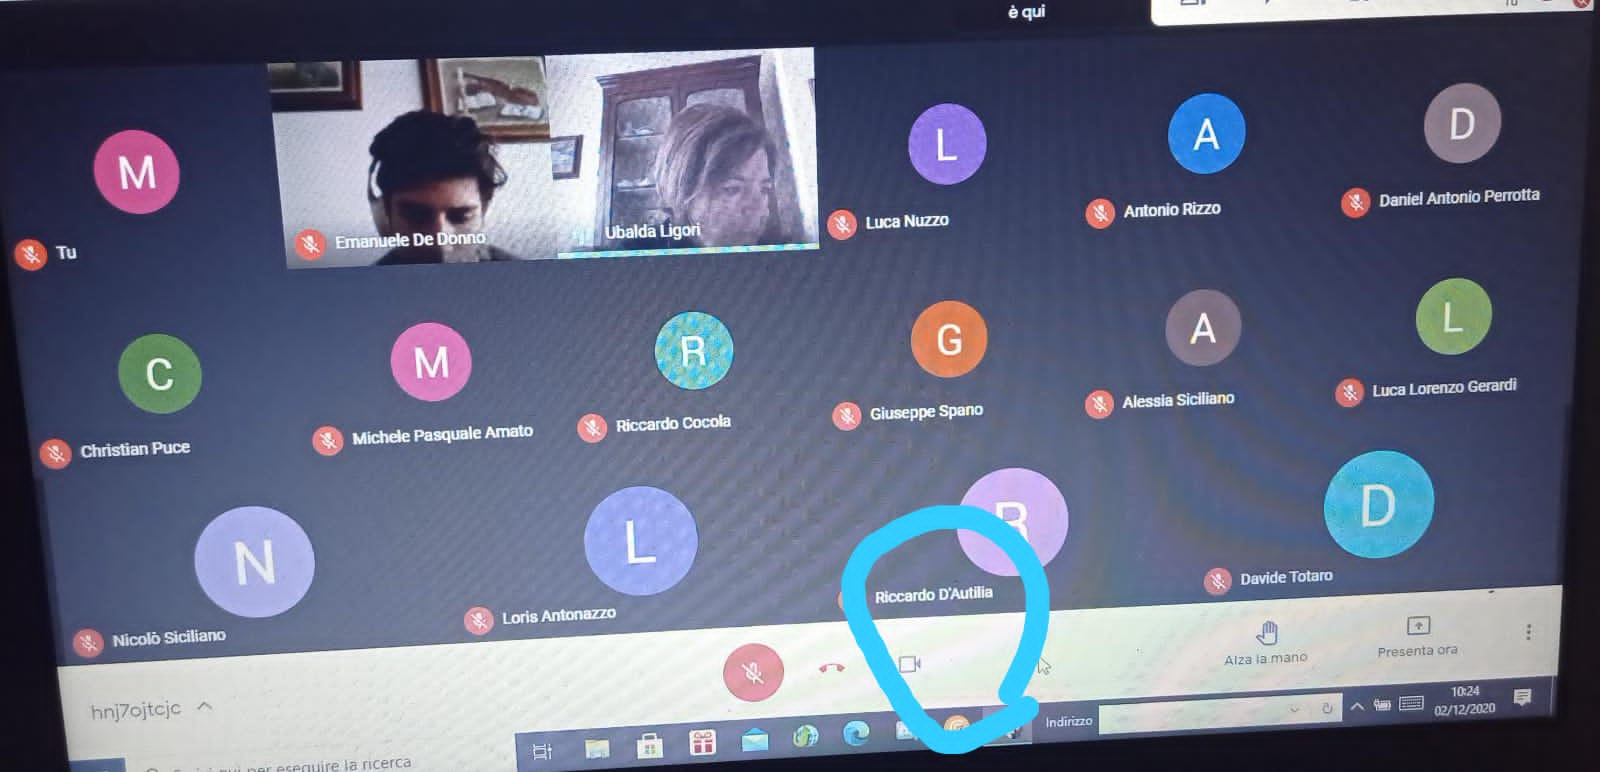 è qui
M
Tu
Emanuele De Donno
Ubalda Ligori
L
Luca Nuzzo
A
Antonio Rizzo
D
Daniel Antonio Perrotta
C
Christian Puce
M
Michele Pasquale Amato
R
Riccardo Cocola
G
Giuseppe Spano
A
Alessia Siciliano
L
Luca Lorenzo Gerardi
N
Nicolò Siciliano
L
Loris Antonazzo
R
Riccardo D'Autilia
D
Davide Totaro
hnj7ojtcjc
Alza la mano
Presenta ora
Indirizzo
10:24
02/12/2020
qui per eseguire la ricerca